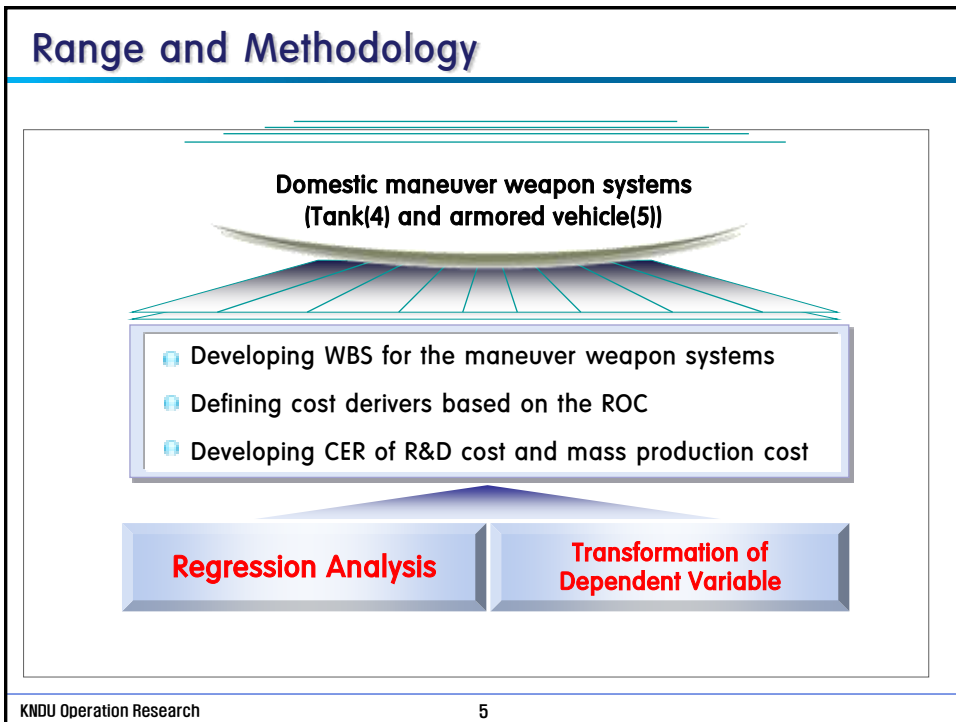 Range and Methodology
Domestic maneuver weapon systems
(Tank(4) and armored vehicle(5))
Developing WBS for the maneuver weapon systems
Defining cost derivers based on the ROC
Developing CER of R&D cost and mass production cost
Regression Analysis
Transformation of
Dependent Variable
KNDU Operation Research
5